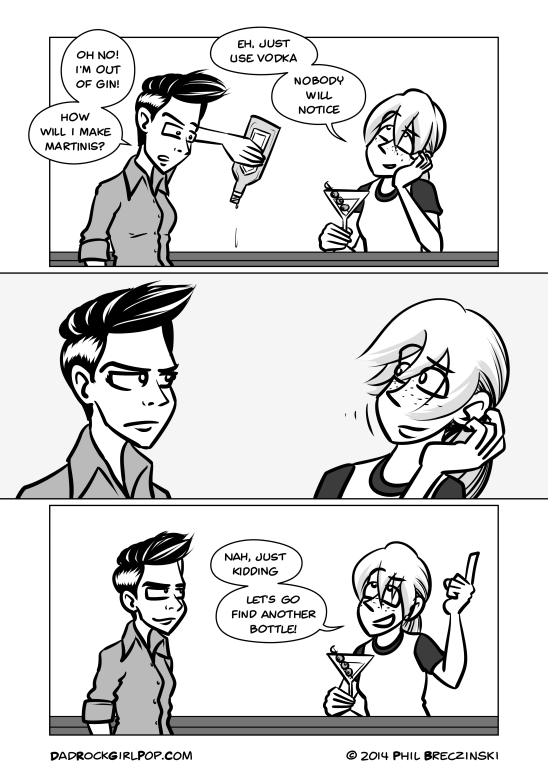 OH NO!
I'M OUT
OF GIN!
HOW
WILL I MAKE
MARTINIS?
EH, JUST
USE VODKA
NOBODY
WILL
NOTICE
NAH, JUST
KIDDING
LET'S GO
FIND ANOTHER
BOTTLE!
DADROCKGIRLPOP.COM
© 2014 PHIL BRECZINSKI